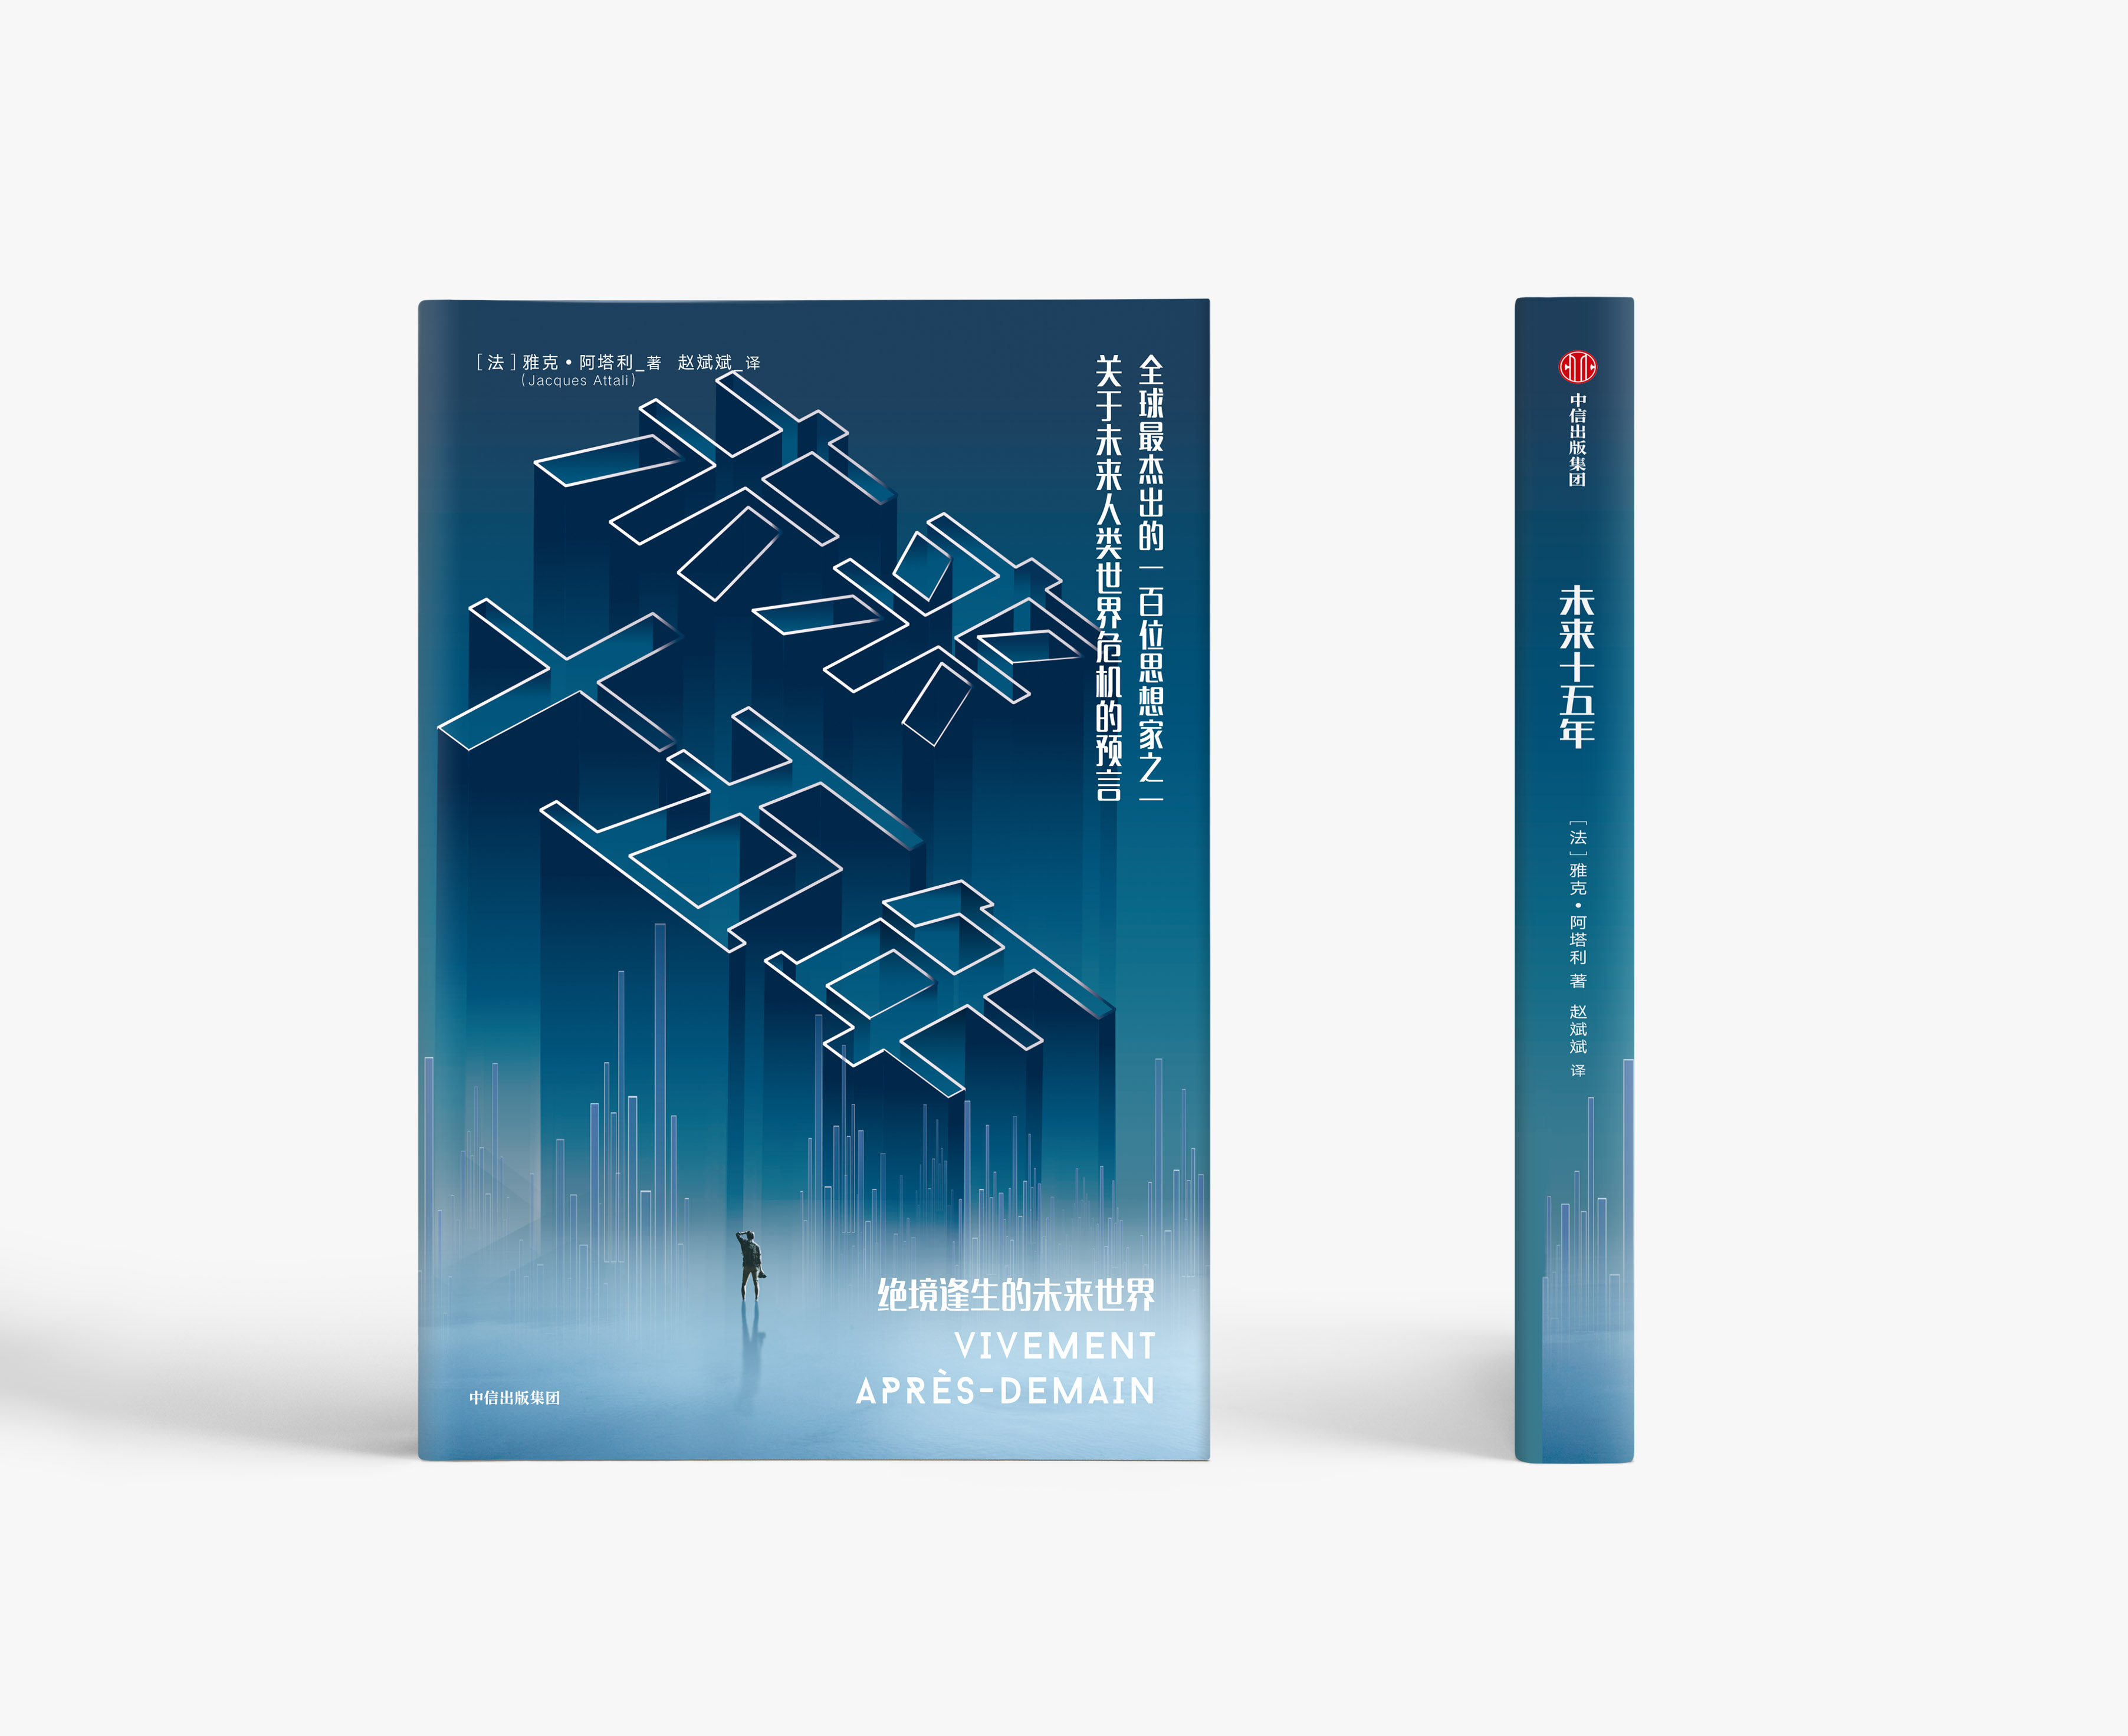 [法]雅克·阿塔利_著 赵斌斌_译
(Jacques Attali)
全球最杰出的一百位思想家之一
关于未来人类世界危机的预言
未来
十五年
绝境逢生的未来世界
VIVEMENT
APRÈS-DEMAIN
中信出版集团
中信出版集团
未来十五年
[法]雅克·阿塔利 著 赵斌斌 译